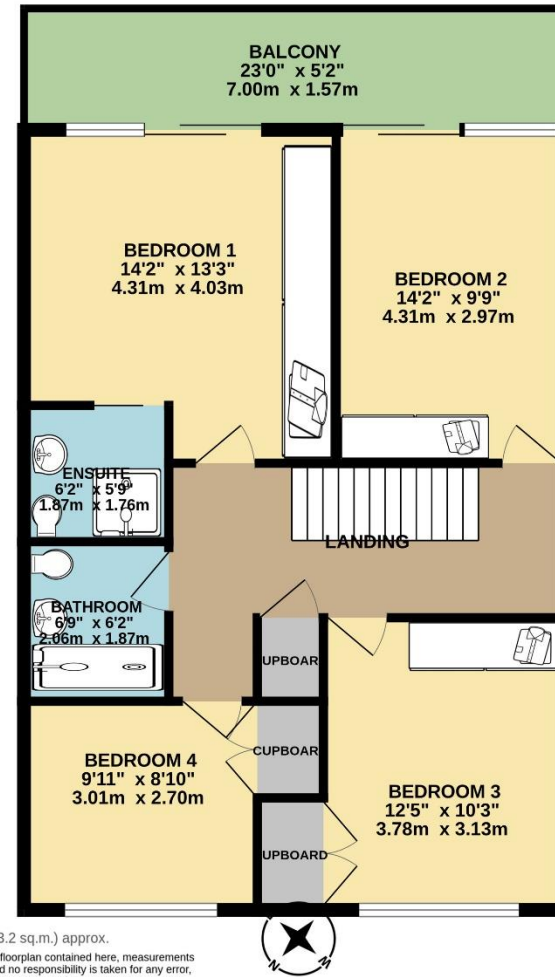 BALCONY
23'0" x 5'2"
7.00m x 1.57m
BEDROOM 1
14'2" x 13'3"
4.31m x 4.03m
BEDROOM 2
14'2" x 9'9"
4.31m x 2.97m
ENSUITE
6'2" x 5'9"
1.87m x 1.76m
LANDING
BATHROOM
6'9" x 6'2"
2.06m x 1.87m
UPBOAR
CUPBOAR
BEDROOM 4
9'11" x 8'10"
3.01m x 2.70m
BEDROOM 3
12'5" x 10'3"
3.78m x 3.13m
UPBOARD
N
3.2 sq.m.) approx.
floorplan contained here, measurements
d no responsibility is taken for any error,